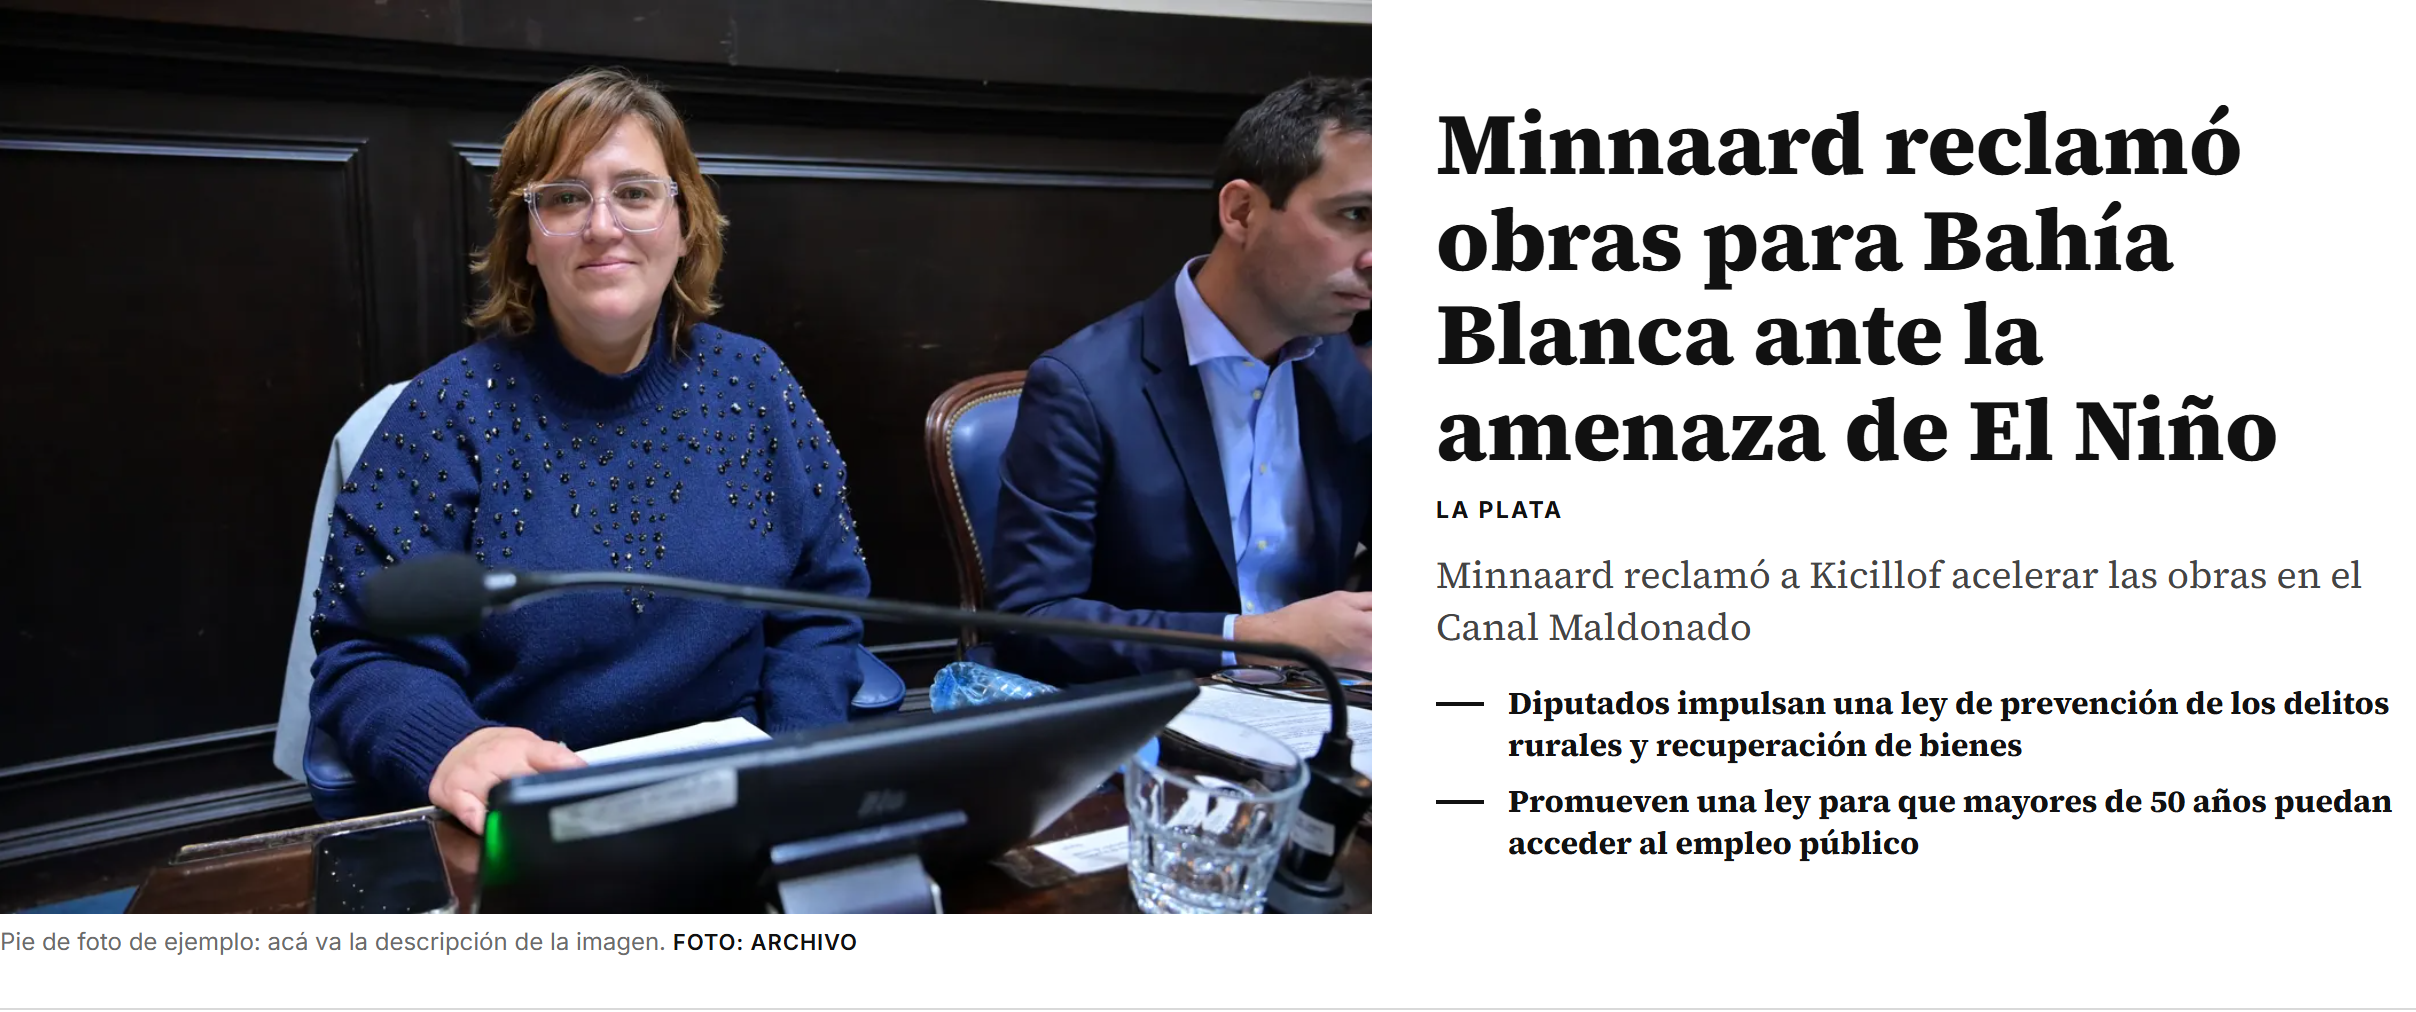 Minnaard reclamó
obras para Bahía
Blanca ante la
amenaza de El Niño
LA PLATA
Minnaard reclamó a Kicillof acelerar las obras en el
Canal Maldonado
Diputados impulsan una ley de prevención de los delitos
rurales y recuperación de bienes
Promueven una ley para que mayores de 50 años puedan
acceder al empleo público
Pie de foto de ejemplo: acá va la descripción de la imagen. FOTO: ARCHIVO